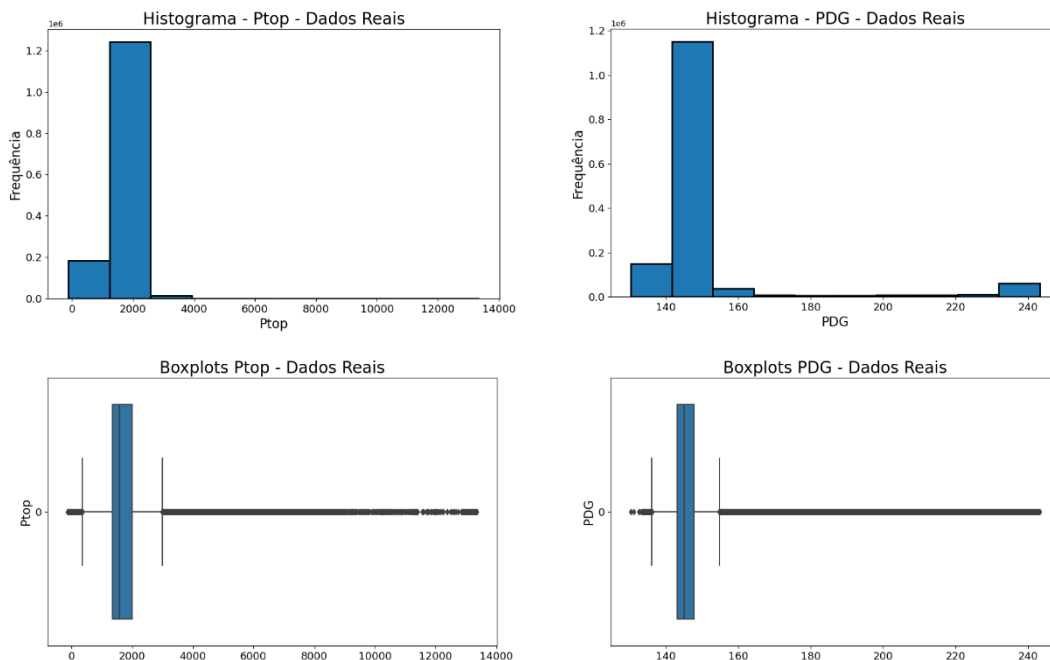 Histograma - Ptop - Dados Reais
1e6
1.2
1.0
0.8
0.6
0.4
0.2
0.0
Frequência
0 2000 4000 6000 8000 10000 12000 14000
Ptop
Histograma - PDG - Dados Reais
1e6
1.2
1.0
0.8
0.6
0.4
0.2
0.0
Frequência
140 160 180 200 220 240
PDG
Boxplots Ptop - Dados Reais
Ptop
0
0 2000 4000 6000 8000 10000 12000 14000
Boxplots PDG - Dados Reais
PDG
0
140 160 180 200 220 240